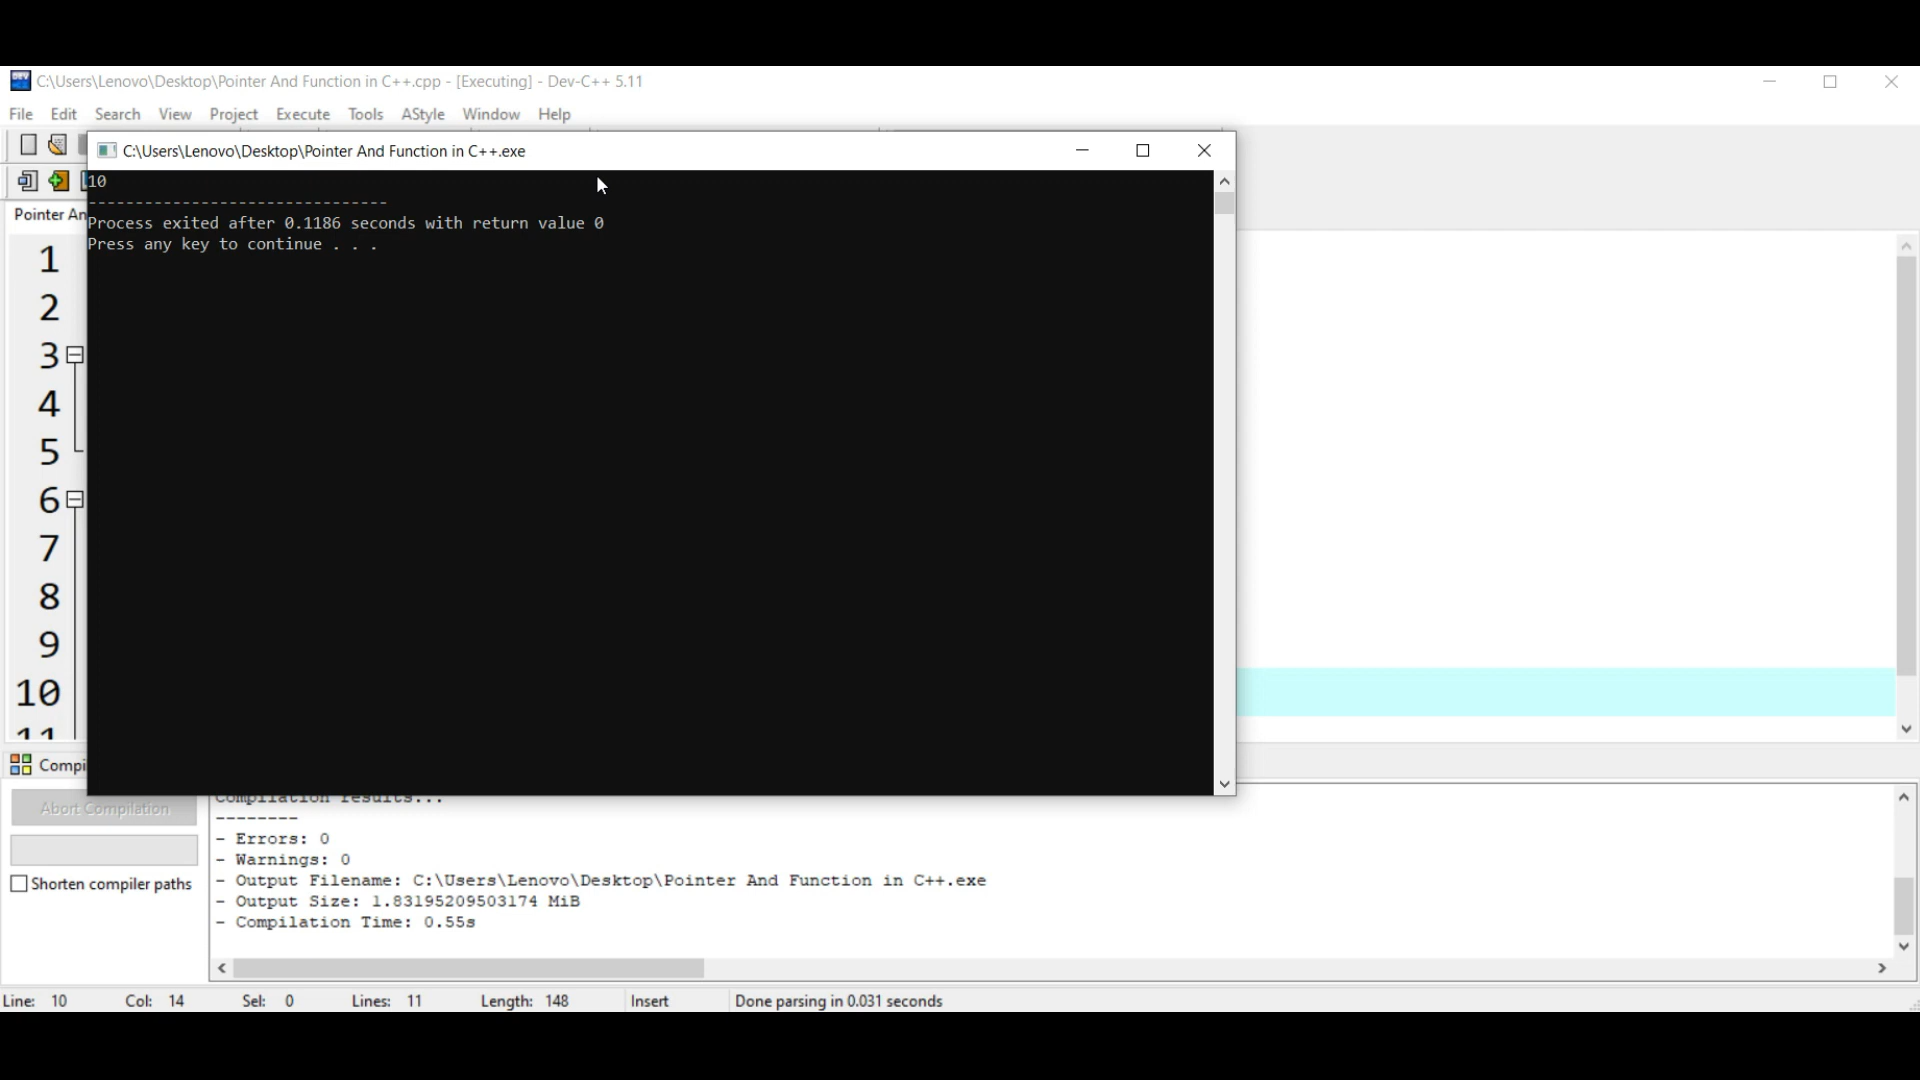 C:\Users\Lenovo\Desktop\Pointer And Function in C++.cpp - [Executing] - Dev-C++ 5.11
File Edit Search View Project Execute Tools AStyle Window Help
C:\Users\Lenovo\Desktop\Pointer And Function in C++.exe
10
--------------------------------
Process exited after 0.1186 seconds with return value 0
Press any key to continue . . .
Pointer An
1
2
3
4
5
6
7
8
9
10
11
Compi
Abort Compilation
Shorten compiler paths
Compilation results...
--------
- Errors: 0
- Warnings: 0
- Output Filename: C:\Users\Lenovo\Desktop\Pointer And Function in C++.exe
- Output Size: 1.83195209503174 MiB
- Compilation Time: 0.55s
Line: 10 Col: 14 Sel: 0 Lines: 11 Length: 148 Insert Done parsing in 0.031 seconds